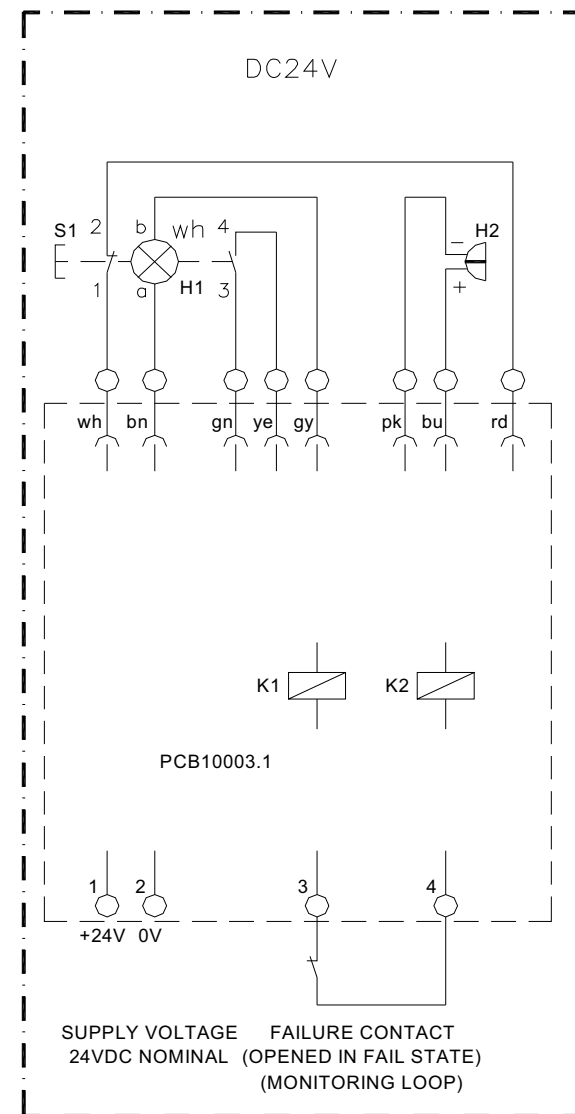 DC24V
S1 2 b wh 4 H2
1 a H1 3
− +
wh bn gn ye gy pk bu rd
K1 K2
PCB10003.1
1 2 3 4
+24V 0V
SUPPLY VOLTAGE
24VDC NOMINAL
FAILURE CONTACT
(OPENED IN FAIL STATE)
(MONITORING LOOP)